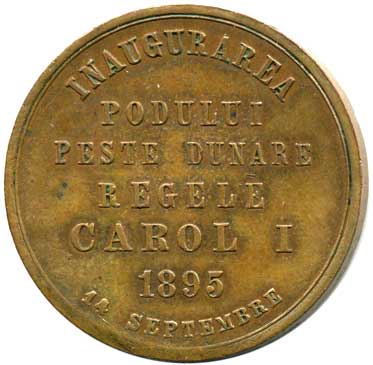 INAUGURAREA
PODULUI
PESTE DUNARE
REGELE
CAROL I
1895
14 SEPTEMBRE